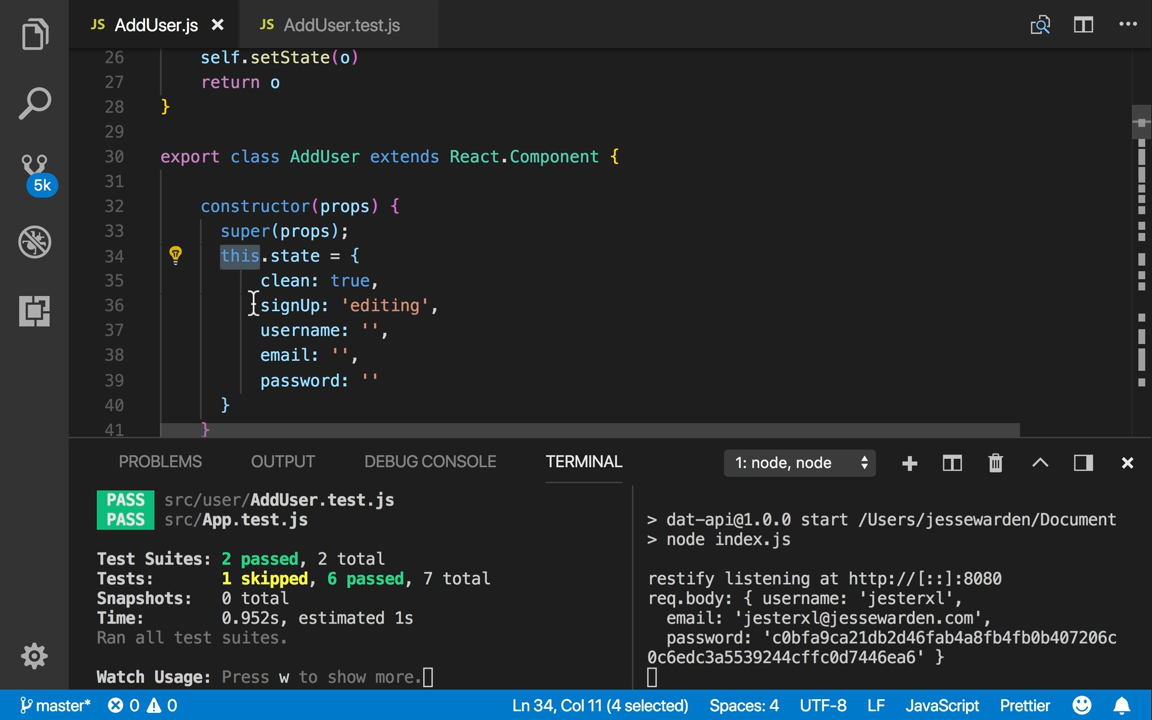 JS AddUser.js × JS AddUser.test.js
26 self.setState(o)
27 return o
28 }
29
30 export class AddUser extends React.Component {
31
32 constructor(props) {
33 super(props);
34 this.state = {
35 clean: true,
36 signUp: 'editing',
37 username: '',
38 email: '',
39 password: ''
40 }
41 }
5k
PROBLEMS OUTPUT DEBUG CONSOLE TERMINAL 1: node, node
PASS src/user/AddUser.test.js
PASS src/App.test.js
Test Suites: 2 passed, 2 total
Tests: 1 skipped, 6 passed, 7 total
Snapshots: 0 total
Time: 0.952s, estimated 1s
Ran all test suites.
Watch Usage: Press w to show more.
> dat-api@1.0.0 start /Users/jessewarden/Document
> node index.js
restify listening at http://[::]:8080
req.body: { username: 'jesterxl',
email: 'jesterxl@jessewarden.com',
password: 'c0bfa9ca21db2d46fab4a8fb4fb0b407206c
0c6edc3a5539244cffc0d7446ea6' }
master* 0 0 Ln 34, Col 11 (4 selected) Spaces: 4 UTF-8 LF JavaScript Prettier